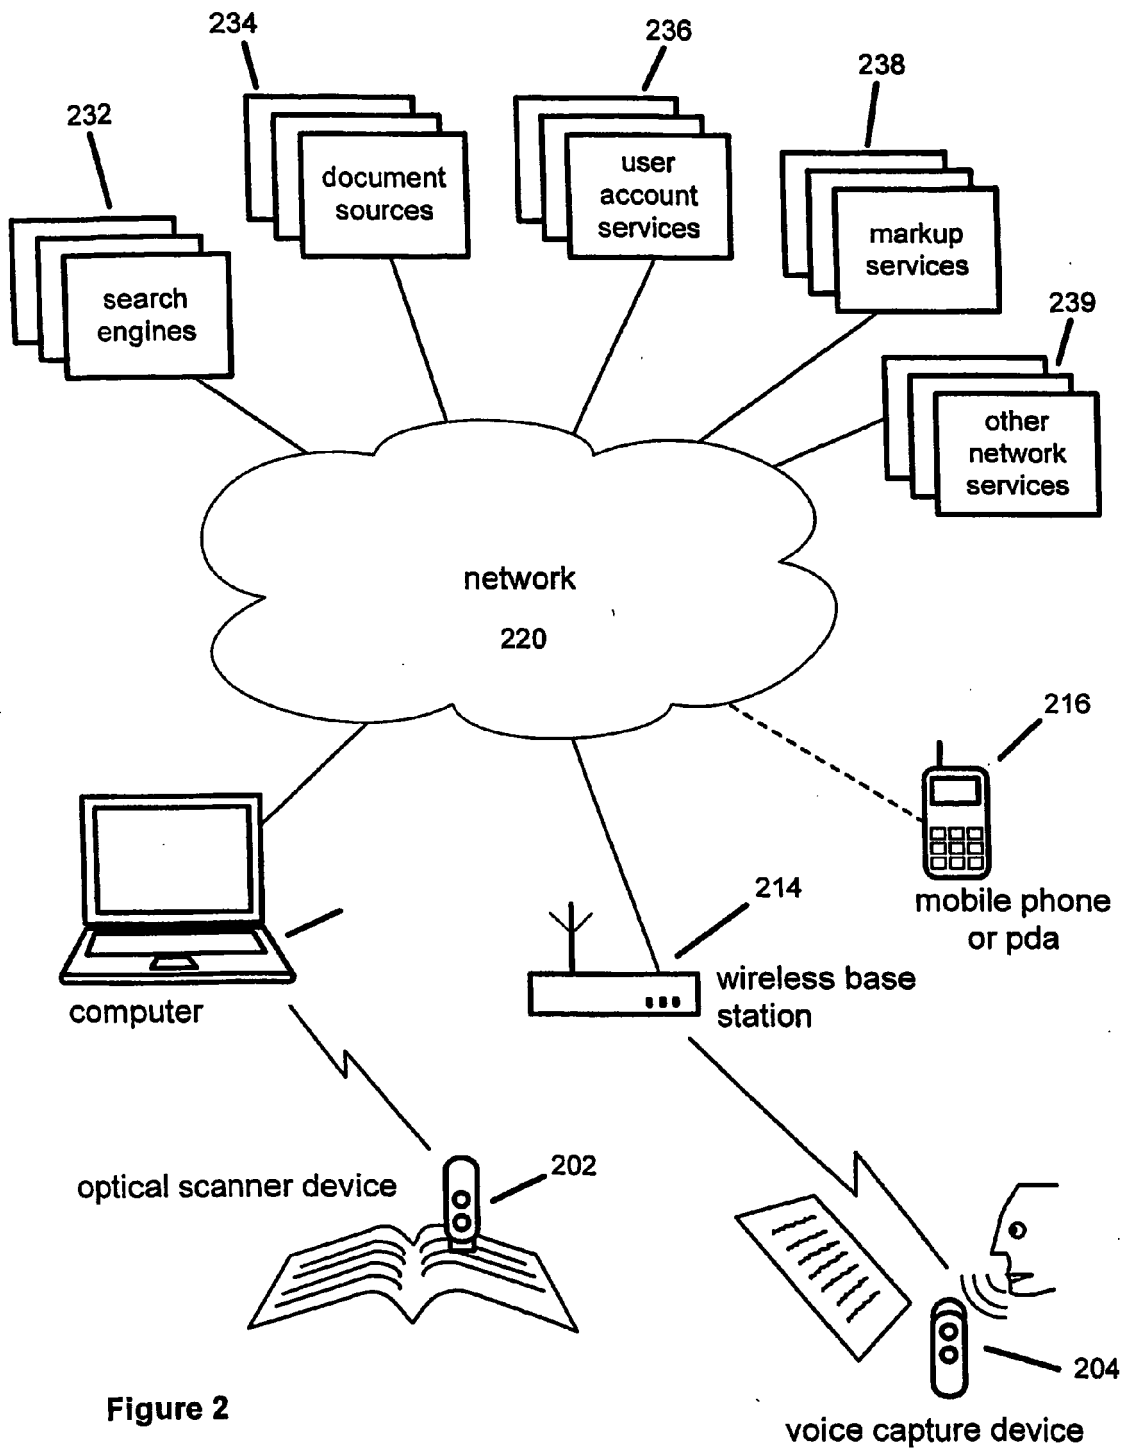 234
236
238
232
document
sources
user
account
services
markup
services
search
engines
239
other
network
services
network
220
216
mobile phone
or pda
214
wireless base
station
computer
optical scanner device
202
204
Figure 2
voice capture device